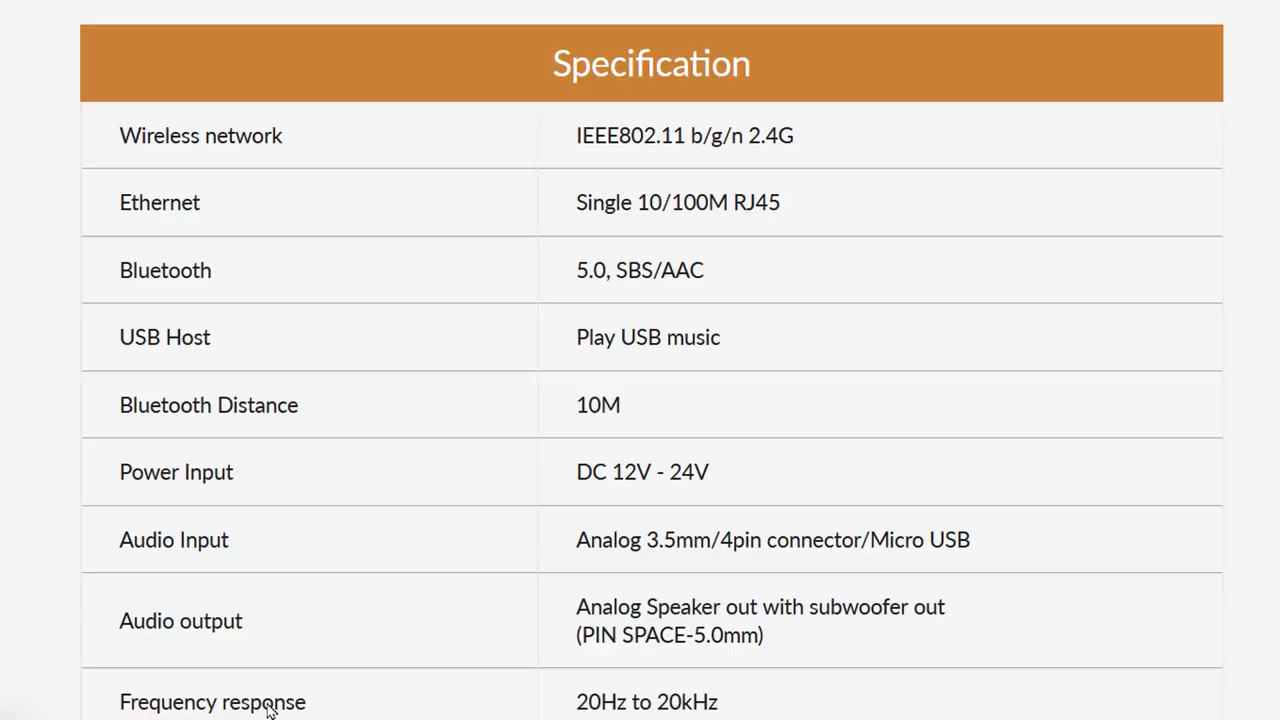 Specification
Wireless network IEEE802.11 b/g/n 2.4G
Ethernet Single 10/100M RJ45
Bluetooth 5.0, SBS/AAC
USB Host Play USB music
Bluetooth Distance 10M
Power Input DC 12V - 24V
Audio Input Analog 3.5mm/4pin connector/Micro USB
Audio output Analog Speaker out with subwoofer out
(PIN SPACE-5.0mm)
Frequency response 20Hz to 20kHz